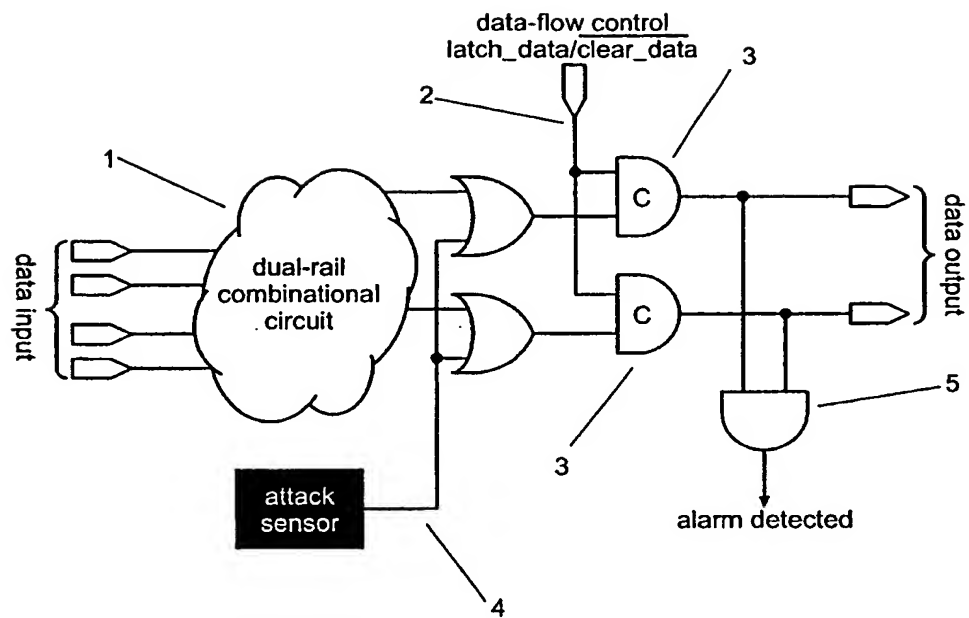 data-flow control
latch_data/clear_data
2
3
1
data input
dual-rail
combinational
circuit
C
C
data output
5
3
attack
sensor
alarm detected
4